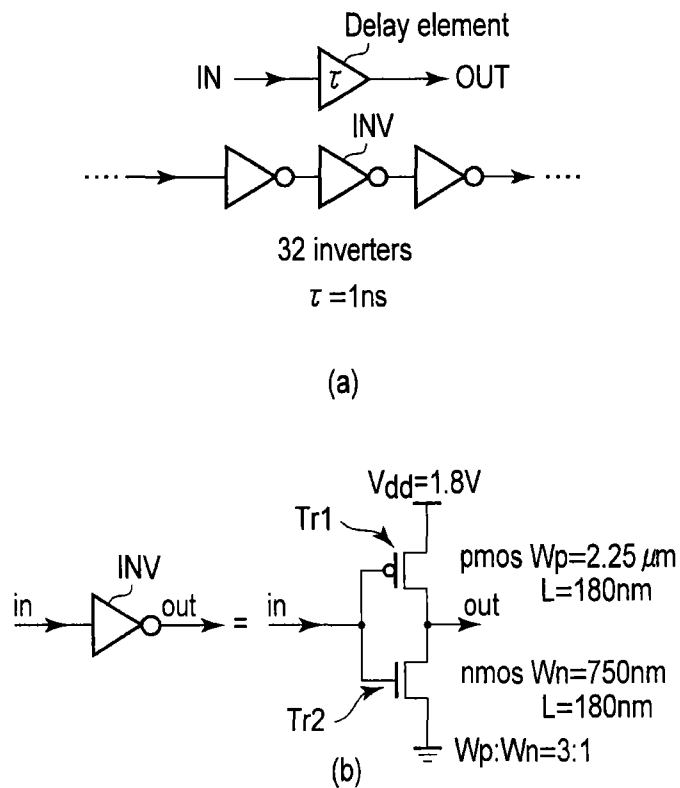 Delay element
IN τ OUT
INV
···· ····
32 inverters
τ =1ns
(a)
Vdd=1.8V
Tr1
pmos Wp=2.25 μm
L=180nm
INV
in out = in out
nmos Wn=750nm
L=180nm
Tr2
Wp:Wn=3:1
(b)